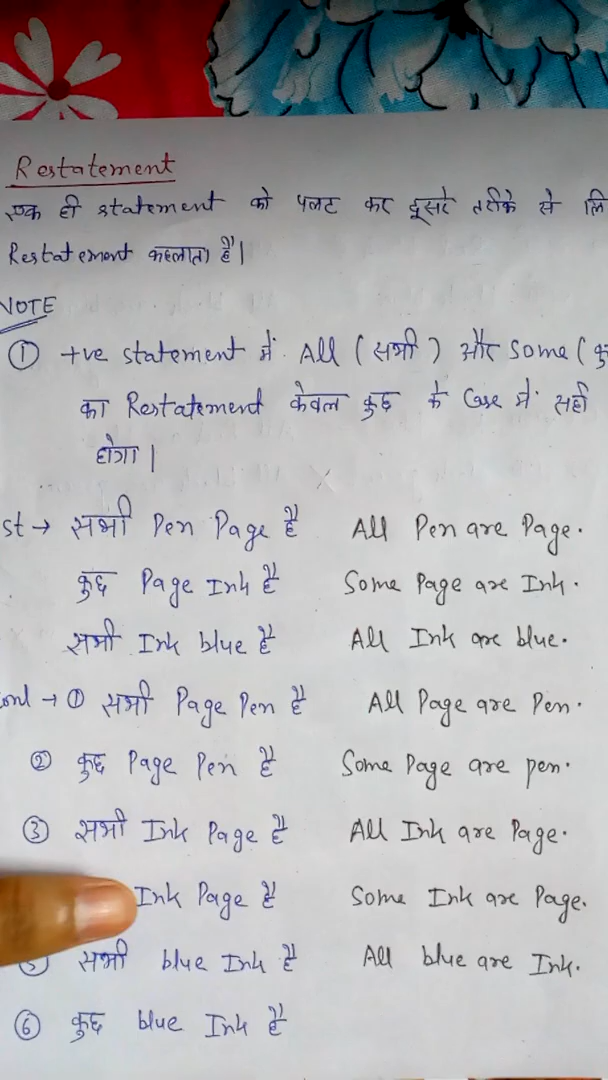 Restatement
एक ही statement को पलट कर दूसरे तरीके से
Restatement कहलाता है।
NOTE
① +ve statement में All (सभी) और Some (
का Restatement केवल कुछ के Case में सही
होगा |
st → सभी Pen Page है All Pen are Page.
कुछ Page Ink है Some Page are Ink.
सभी Ink blue है All Ink are blue.
→ ① सभी Page Pen है All Page are Pen.
② कुछ Page Pen है Some Page are pen.
③ सभी Ink Page है All Ink are Page.
Ink Page है Some Ink are Page.
सभी blue Ink है All blue are Ink.
⑥ कुछ blue Ink है